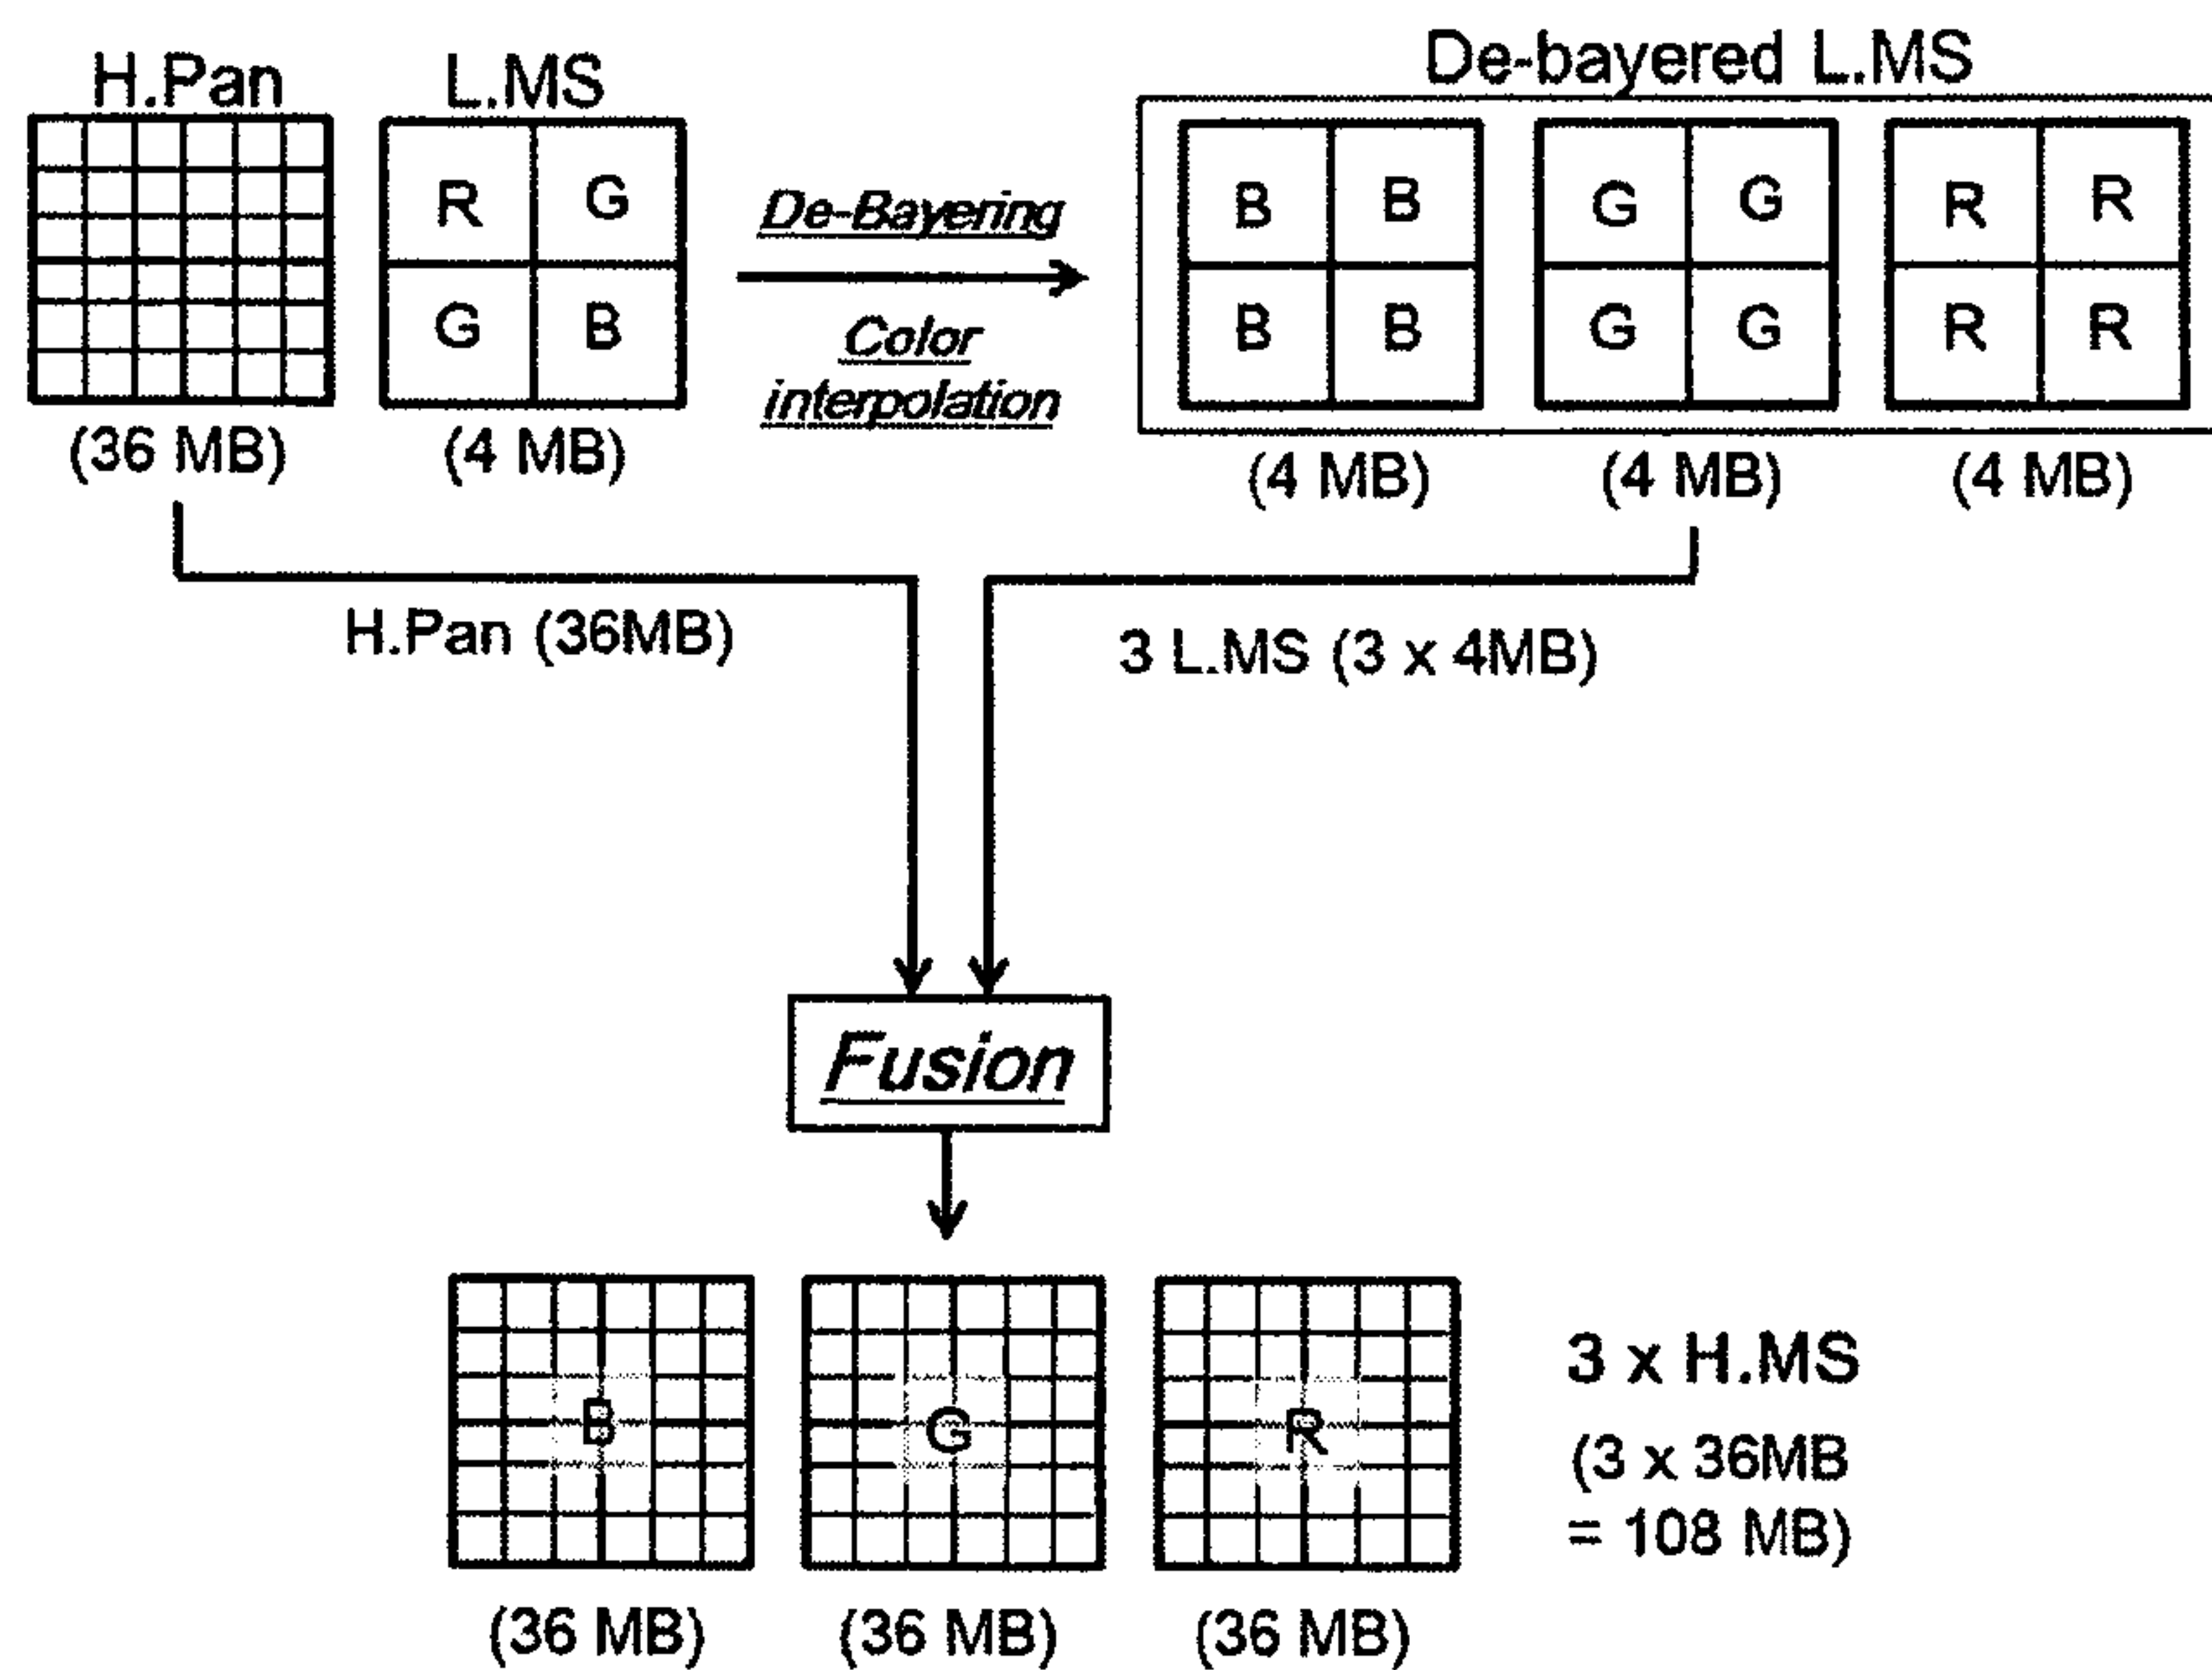 H.Pan
L.MS
De-bayered L.MS
R G
G B
De-Bayering
Color
interpolation
B B
B B
G G
G G
R R
R R
(36 MB)
(4 MB)
(4 MB)
(4 MB)
(4 MB)
H.Pan (36MB)
3 L.MS (3 x 4MB)
Fusion
B
G
R
3 x H.MS
(3 x 36MB
= 108 MB)
(36 MB)
(36 MB)
(36 MB)